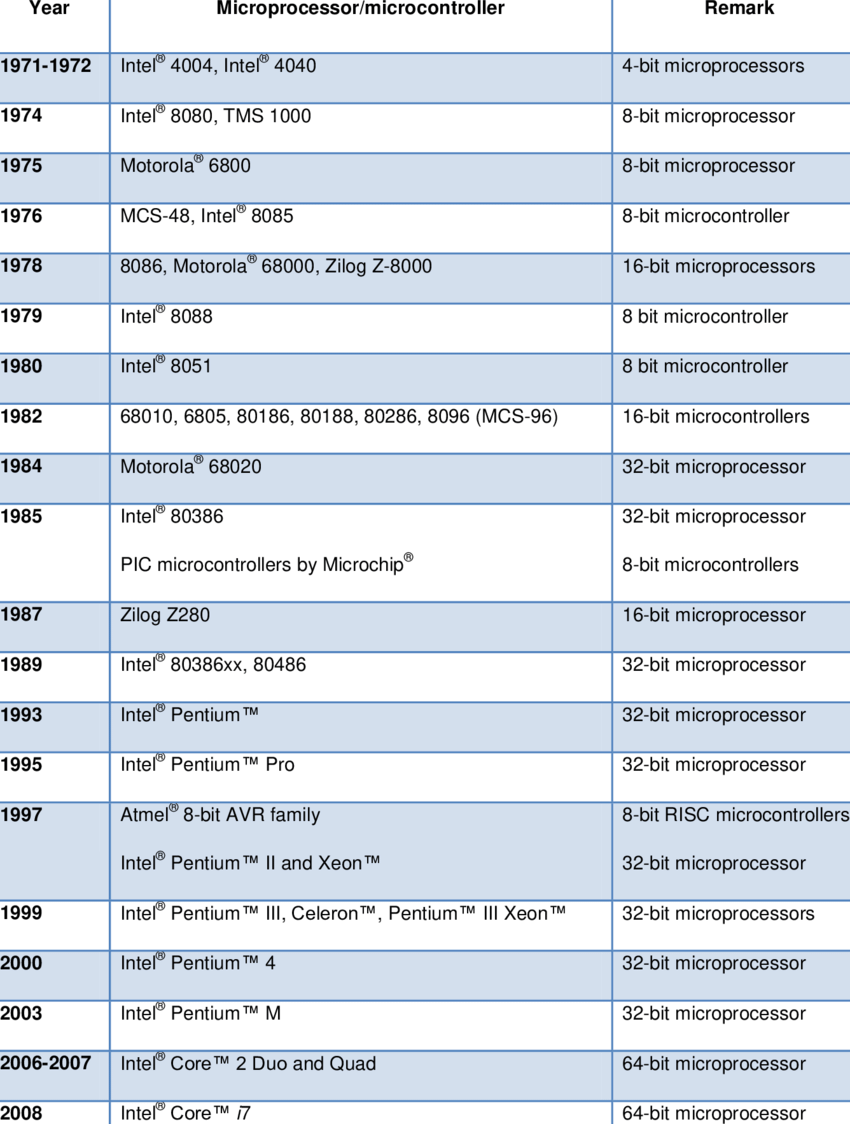 Year Microprocessor/microcontroller Remark
1971-1972 Intel® 4004, Intel® 4040 4-bit microprocessors
1974 Intel® 8080, TMS 1000 8-bit microprocessor
1975 Motorola® 6800 8-bit microprocessor
1976 MCS-48, Intel® 8085 8-bit microcontroller
1978 8086, Motorola® 68000, Zilog Z-8000 16-bit microprocessors
1979 Intel® 8088 8 bit microcontroller
1980 Intel® 8051 8 bit microcontroller
1982 68010, 6805, 80186, 80188, 80286, 8096 (MCS-96) 16-bit microcontrollers
1984 Motorola® 68020 32-bit microprocessor
1985 Intel® 80386 32-bit microprocessor
PIC microcontrollers by Microchip® 8-bit microcontrollers
1987 Zilog Z280 16-bit microprocessor
1989 Intel® 80386xx, 80486 32-bit microprocessor
1993 Intel® Pentium™ 32-bit microprocessor
1995 Intel® Pentium™ Pro 32-bit microprocessor
1997 Atmel® 8-bit AVR family 8-bit RISC microcontrollers
Intel® Pentium™ II and Xeon™ 32-bit microprocessor
1999 Intel® Pentium™ III, Celeron™, Pentium™ III Xeon™ 32-bit microprocessors
2000 Intel® Pentium™ 4 32-bit microprocessor
2003 Intel® Pentium™ M 32-bit microprocessor
2006-2007 Intel® Core™ 2 Duo and Quad 64-bit microprocessor
2008 Intel® Core™ i7 64-bit microprocessor